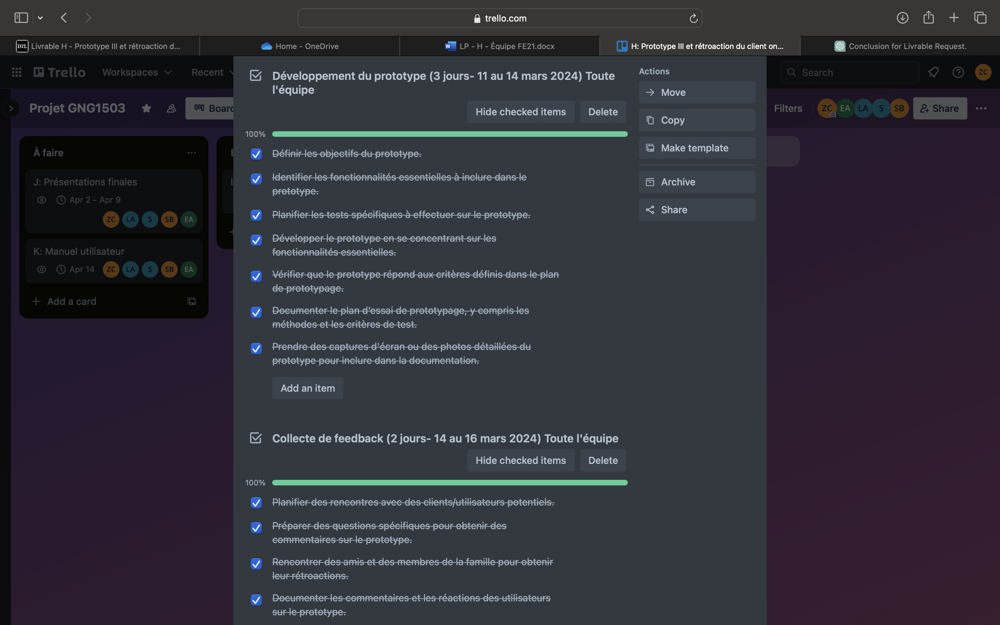 trello.com
D2L Livrable H - Prototype III et rétroaction d...
Home - OneDrive
W LP - H - Équipe FE21.docx
H: Prototype III et rétroaction du client on...
Conclusion for Livrable Request.
Trello
Workspaces
Recent
Search
ZC
Projet GNG1503
Filters
ZC EA LA S SB
Share
À faire
J: Présentations finales
Apr 2 - Apr 9
ZC LA S SB EA
K: Manuel utilisateur
Apr 14 ZC LA S SB EA
Add a card
Développement du prototype (3 jours- 11 au 14 mars 2024) Toute
l'équipe
Hide checked items Delete
100%
Définir les objectifs du prototype.
Identifier les fonctionnalités essentielles à inclure dans le
prototype.
Planifier les tests spécifiques à effectuer sur le prototype.
Développer le prototype en se concentrant sur les
fonctionnalités essentielles.
Vérifier que le prototype répond aux critères définis dans le plan
de prototypage.
Documenter le plan d’essai de prototypage, y compris les
méthodes et les critères de test.
Prendre des captures d'écran ou des photos détaillées du
prototype pour inclure dans la documentation.
Add an item
Collecte de feedback (2 jours- 14 au 16 mars 2024) Toute l'équipe
Hide checked items Delete
100%
Planifier des rencontres avec des clients/utilisateurs potentiels.
Préparer des questions spécifiques pour obtenir des
commentaires sur le prototype.
Rencontrer des amis et des membres de la famille pour obtenir
leur rétroactions.
Documenter les commentaires et les réactions des utilisateurs
sur le prototype.
Actions
Move
Copy
Make template
Archive
Share